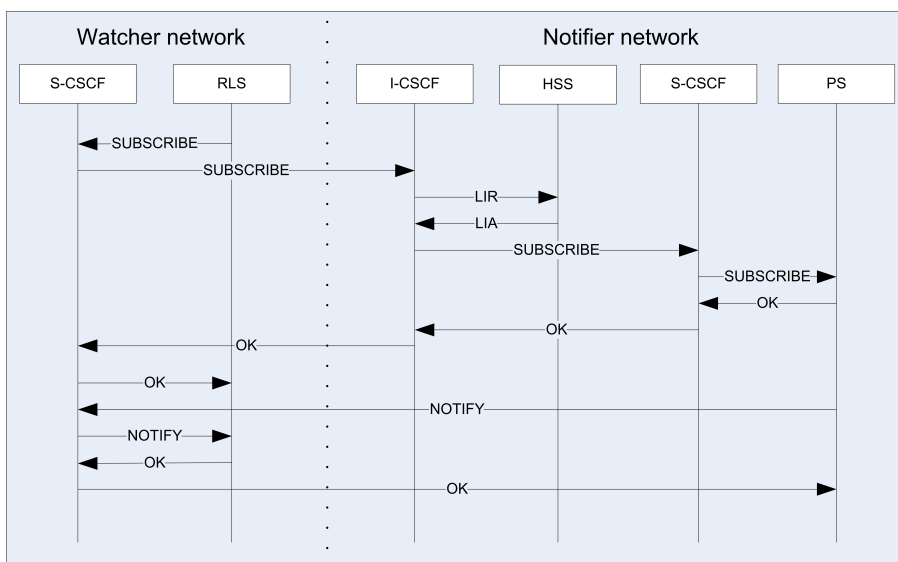 Watcher network
Notifier network
S-CSCF
RLS
I-CSCF
HSS
S-CSCF
PS
SUBSCRIBE
SUBSCRIBE
LIR
LIA
SUBSCRIBE
SUBSCRIBE
OK
OK
OK
OK
NOTIFY
NOTIFY
OK
OK